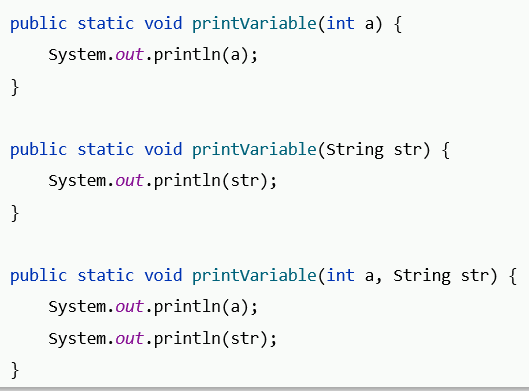 public static void printVariable(int a) {
    System.out.println(a);
}
public static void printVariable(String str) {
    System.out.println(str);
}
public static void printVariable(int a, String str) {
    System.out.println(a);
    System.out.println(str);
}